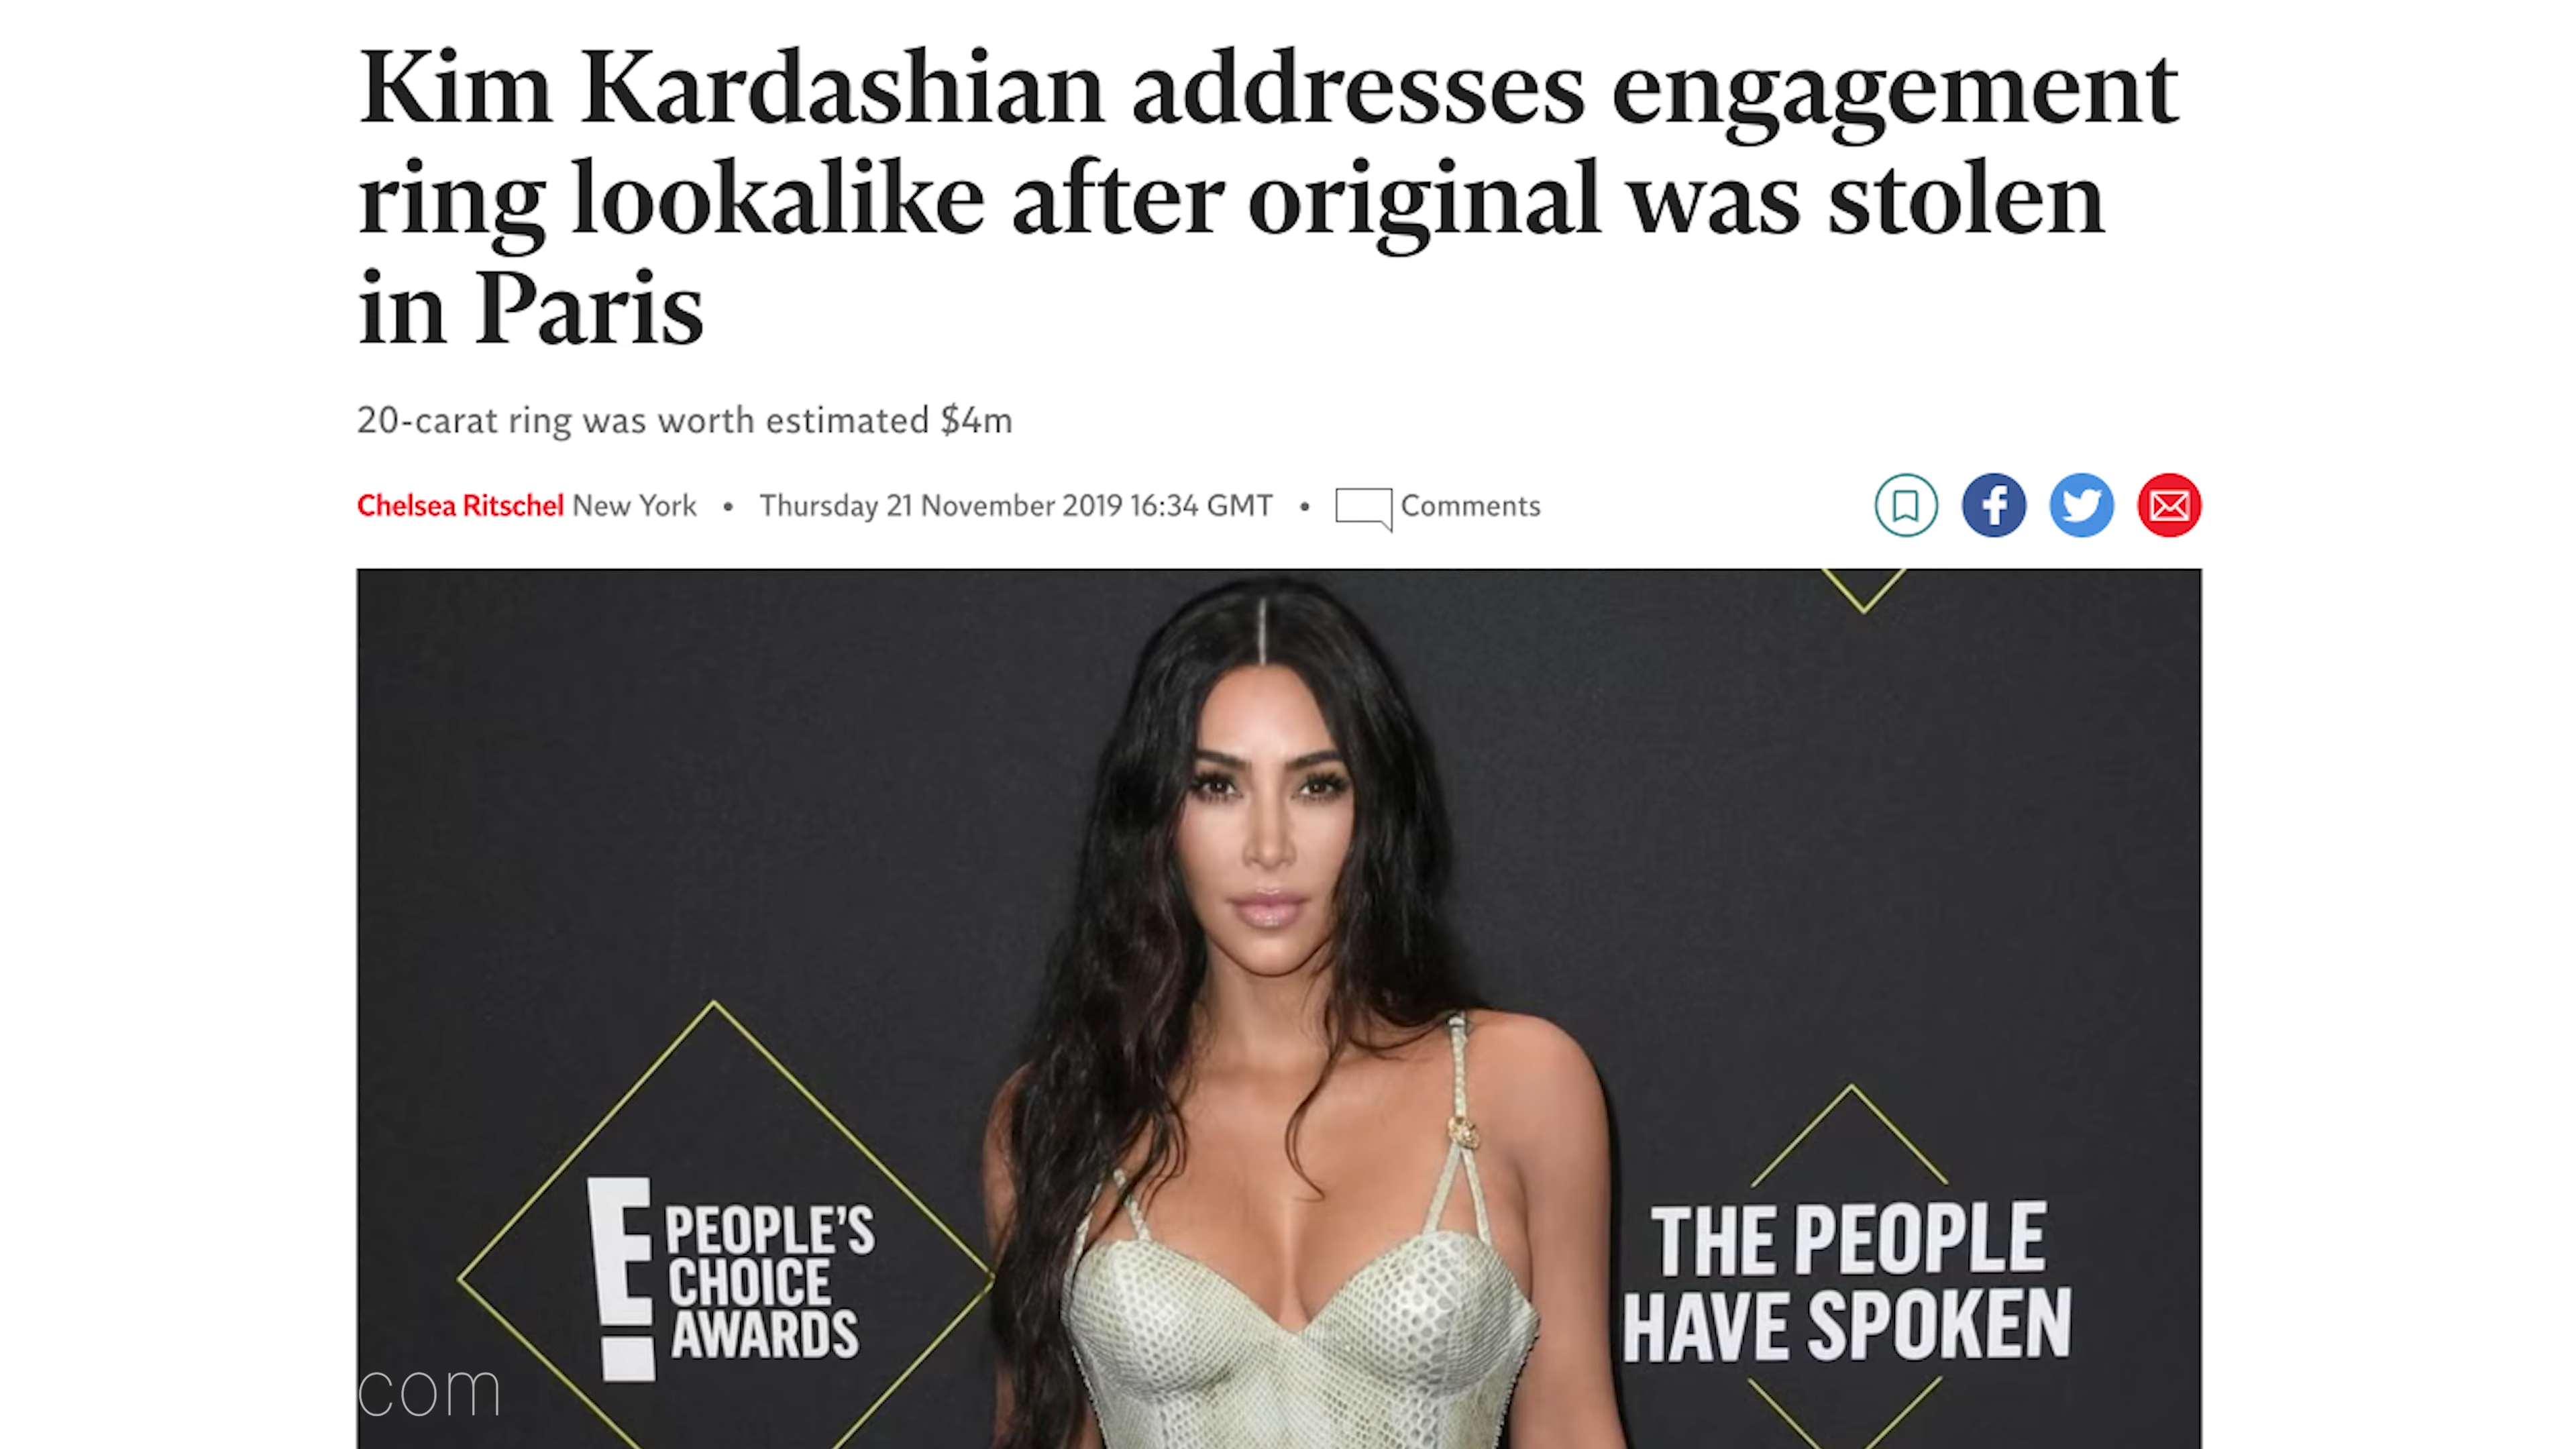 Kim Kardashian addresses engagement
ring lookalike after original was stolen
in Paris
20-carat ring was worth estimated $4m
Chelsea Ritschel New York • Thursday 21 November 2019 16:34 GMT • Comments
E!
PEOPLE'S
CHOICE
AWARDS
THE PEOPLE
HAVE SPOKEN
com